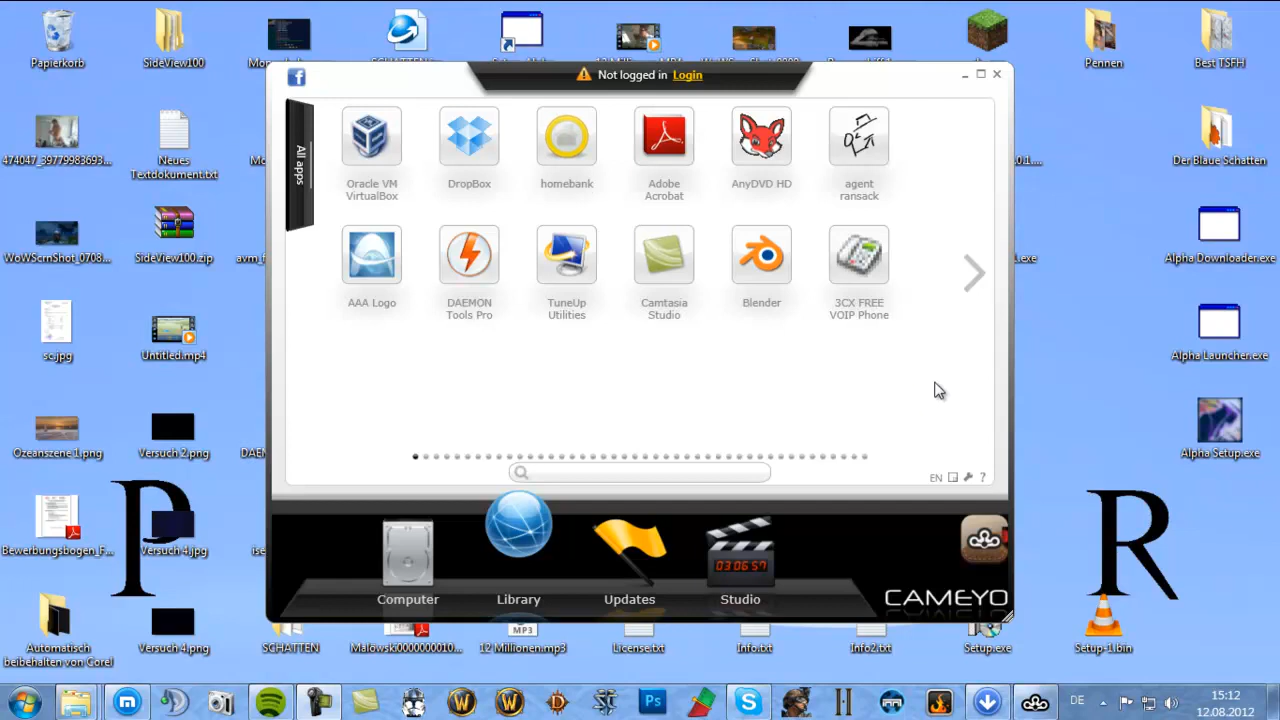 Papierkorb
SideView100
Pennen
Best TSFH
Not logged in Login
All apps
Oracle VM
VirtualBox
DropBox
homebank
Adobe
Acrobat
AnyDVD HD
agent
ransack
474047_39779983693...
Neues
Textdokument.txt
Der Blaue Schatten
WoWScrnShot_0708...
SideView100.zip
Alpha Downloader.exe
AAA Logo
DAEMON
Tools Pro
TuneUp
Utilities
Camtasia
Studio
Blender
3CX FREE
VOIP Phone
sc.jpg
Untitled.mp4
Alpha Launcher.exe
Ozeanszene 1.png
Versuch 2.png
Alpha Setup.exe
EN
?
P
R
Bewerbungsbogen_F...
Versuch 4.jpg
03:06:57
Computer
Library
Updates
Studio
CAMEYO
Automatisch
beibehalten von Corel
Versuch 4.png
SCHATTEN
Malowski0000000010...
MP3
12 Millionen.mp3
License.txt
Info.txt
Info2.txt
Setup.exe
Setup-1.bin
DE
15:12
12.08.2012